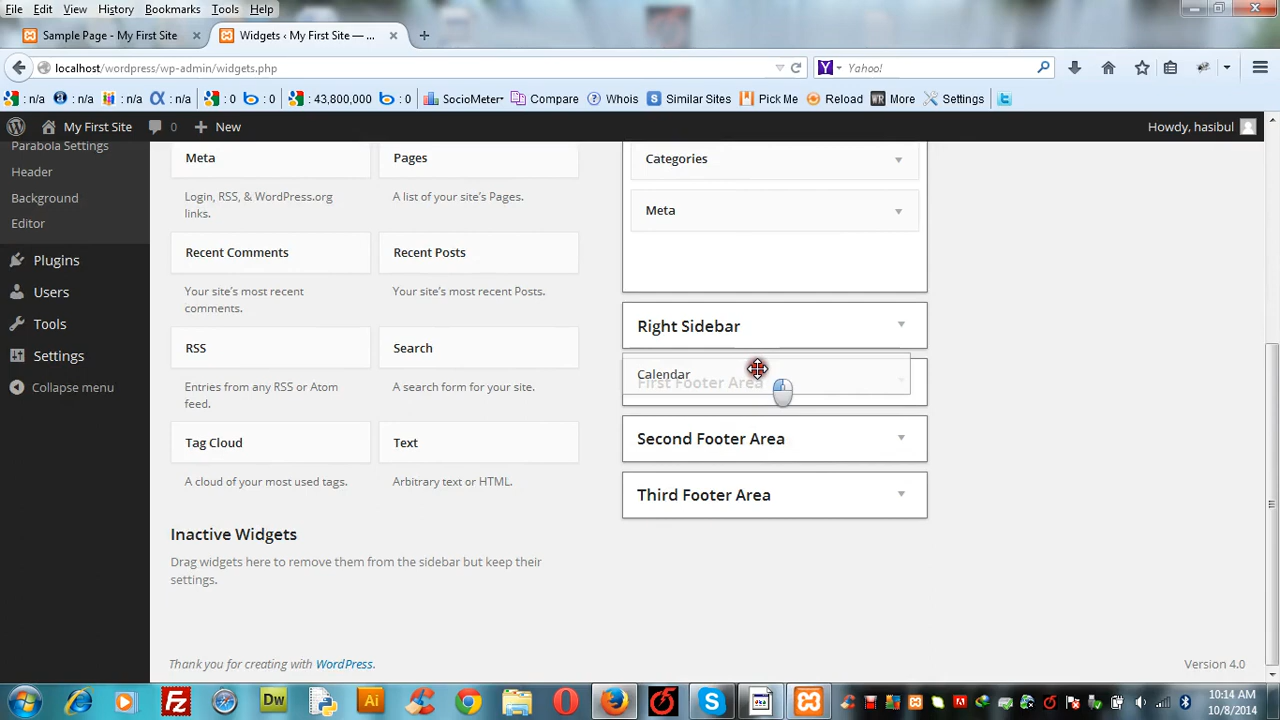 File Edit View History Bookmarks Tools Help
Sample Page - My First Site
Widgets ‹ My First Site — ...
localhost/wordpress/wp-admin/widgets.php
Yahoo!
: n/a : n/a : n/a : n/a : 0 : 0 : 43,800,000 : 0 SocioMeter Compare Whois Similar Sites Pick Me Reload More Settings
My First Site 0 New Howdy, hasibul
Parabola Settings
Header
Background
Editor
Plugins
Users
Tools
Settings
Collapse menu
Meta
Login, RSS, & WordPress.org
links.
Pages
A list of your site's Pages.
Recent Comments
Your site's most recent
comments.
Recent Posts
Your site's most recent Posts.
RSS
Entries from any RSS or Atom
feed.
Search
A search form for your site.
Tag Cloud
A cloud of your most used tags.
Text
Arbitrary text or HTML.
Inactive Widgets
Drag widgets here to remove them from the sidebar but keep their
settings.
Categories
Meta
Right Sidebar
Calendar
First Footer Area
Second Footer Area
Third Footer Area
Thank you for creating with WordPress.
Version 4.0
10:14 AM
10/8/2014